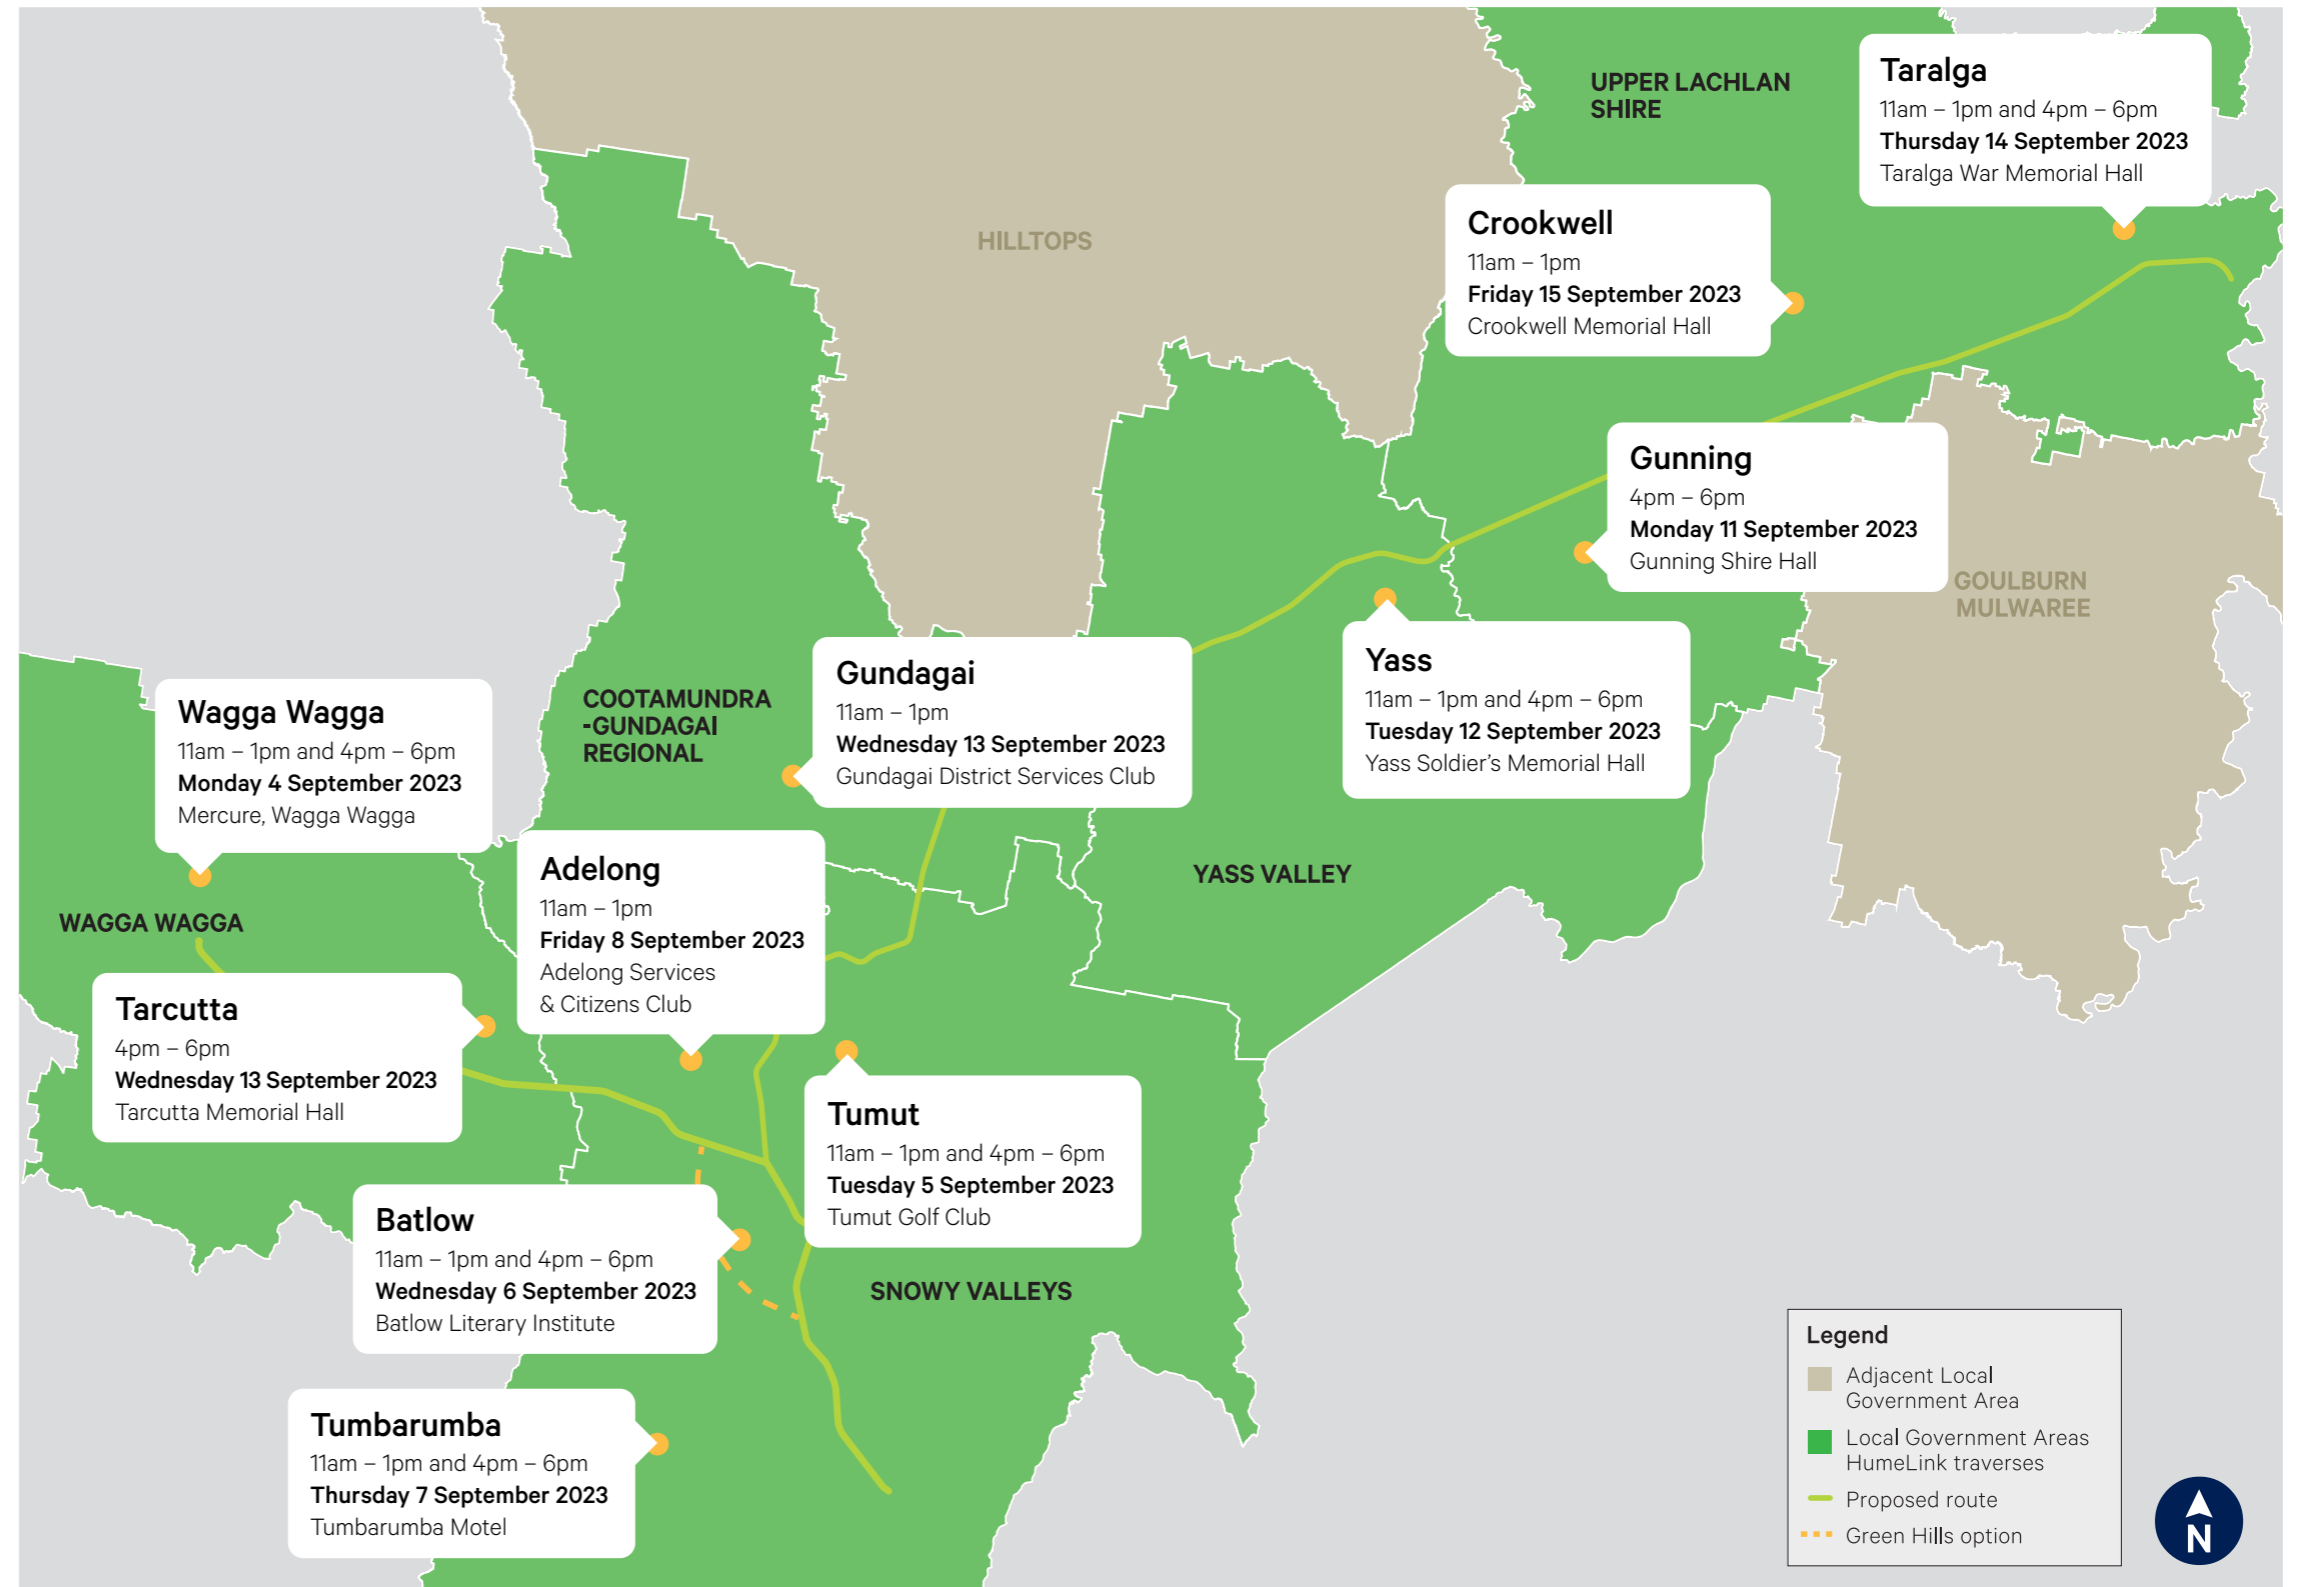 UPPER LACHLAN
SHIRE
Taralga
11am – 1pm and 4pm – 6pm
Thursday 14 September 2023
Taralga War Memorial Hall
HILLTOPS
Crookwell
11am – 1pm
Friday 15 September 2023
Crookwell Memorial Hall
Gunning
4pm – 6pm
Monday 11 September 2023
Gunning Shire Hall
GOULBURN
MULWAREE
Yass
11am – 1pm and 4pm – 6pm
Tuesday 12 September 2023
Yass Soldier's Memorial Hall
Gundagai
11am – 1pm
Wednesday 13 September 2023
Gundagai District Services Club
COOTAMUNDRA
-GUNDAGAI
REGIONAL
Wagga Wagga
11am – 1pm and 4pm – 6pm
Monday 4 September 2023
Mercure, Wagga Wagga
WAGGA WAGGA
Adelong
11am – 1pm
Friday 8 September 2023
Adelong Services
& Citizens Club
YASS VALLEY
Tarcutta
4pm – 6pm
Wednesday 13 September 2023
Tarcutta Memorial Hall
Tumut
11am – 1pm and 4pm – 6pm
Tuesday 5 September 2023
Tumut Golf Club
Batlow
11am – 1pm and 4pm – 6pm
Wednesday 6 September 2023
Batlow Literary Institute
SNOWY VALLEYS
Tumbarumba
11am – 1pm and 4pm – 6pm
Thursday 7 September 2023
Tumbarumba Motel
Legend
Adjacent Local
Government Area
Local Government Areas
HumeLink traverses
Proposed route
Green Hills option
N